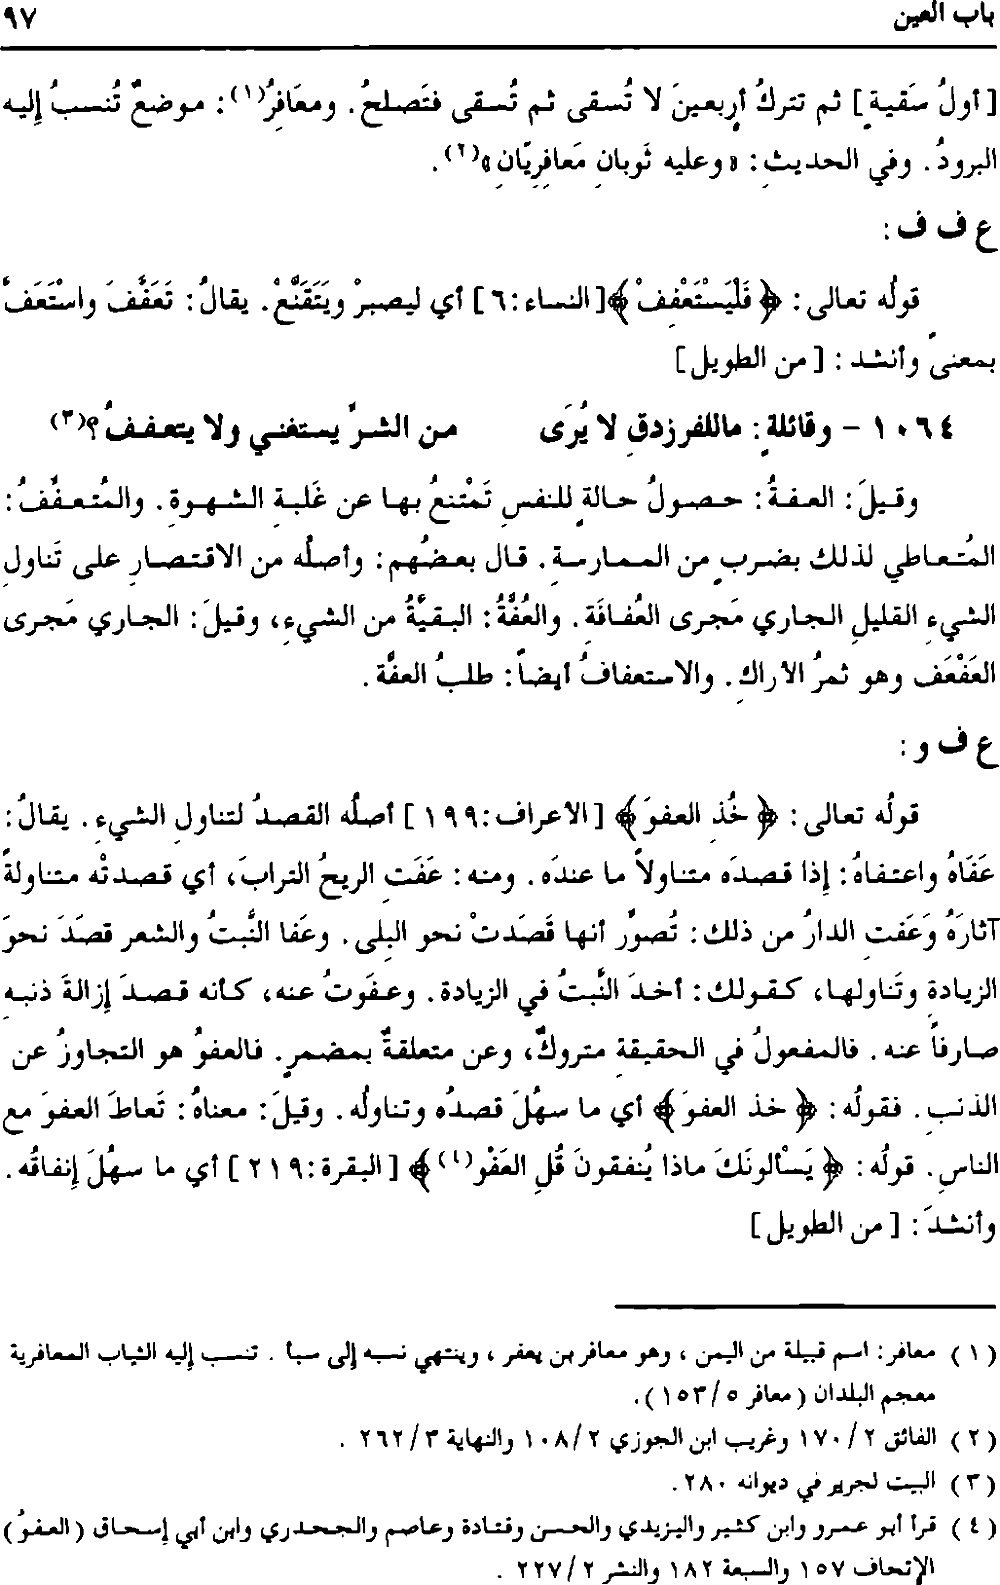 باب العين ٩٧
[أولُ سَقيةٍ] ثم تتركُ أربعينَ لا تُسقى ثم تُسقى فتَصلحُ. ومعَافِرُ(١): موضعٌ تُنسبُ إليه
البرودُ. وفي الحديثِ: «وعليه ثَوبانِ مَعافِرِيّانِ»(٢).
ع ف ف:
قولُه تعالى: ﴿فَلْيَسْتَعْفِفْ﴾[النساء:٦] أي ليصبرْ ويَتَقَنَّعْ. يقالُ: تَعَفَّفَ واسْتَعَفَّ
بمعنىً وأنشد: [من الطويل]
١٠٦٤ - وقائلةٍ: ماللفرزدقِ لا يُرَى من الشرِّ يستغني ولا يتعففُ؟(٣)
وقيلَ: العفةُ: حصولُ حالةٍ للنفسِ تَمْتنعُ بها عن غَلبةِ الشهوةِ. والمُتعفِّفُ:
المُتعاطي لذلك بضربٍ من الممارسةِ. قال بعضُهم: وأصلُه من الاقتصارِ على تَناولِ
الشيءِ القليلِ الجاري مَجرى العُفافَةِ. والعُفَّةُ: البقيَّةُ من الشيءِ، وقيلَ: الجاري مَجرى
العَفْعَف وهو ثمرُ الأراكِ. والاستعفافُ أيضاً: طلبُ العفَّة.
ع ف و:
قولُه تعالى: ﴿خُذِ العفوَ﴾ [الأعراف:١٩٩] أصلُه القصدُ لتناولِ الشيءِ. يقالُ:
عَفَاهُ واعتفاهُ: إذا قصدَه متناولاً ما عندَه. ومنه: عَفَتِ الريحُ الترابَ، أي قصدتْه متناولةً
آثارَهُ وَعَفَتِ الدارُ من ذلك: تُصوِّر أنها قَصَدتْ نحو البِلى. وعَفا النَّبتُ والشعر قصَدَ نحوَ
الزيادةِ وتَناولها، كقولك: أخذَ النَّبتُ في الزيادة. وعفَوتُ عنه، كأنه قصدَ إزالةَ ذنبهِ
صارفاً عنه. فالمفعولُ في الحقيقةِ متروكٌ، وعن متعلقةٌ بمضمرٍ. فالعفوُ هو التجاوزُ عن
الذنبِ. فقولُه: ﴿خذ العفوَ﴾ أي ما سهُلَ قصدُه وتناولُه. وقيلَ: معناهُ: تَعاطَ العفوَ مع
الناسِ. قولُه: ﴿يَسْألونَكَ ماذا يُنفقونَ قُلِ العَفْو(٤)﴾ [البقرة:٢١٩] أي ما سهُلَ إنفاقُه.
وأنشدَ: [من الطويل]
(١) معافر: اسم قبيلة من اليمن، وهو معافر بن يعفر، وينتهي نسبه إلى سبأ. تنسب إليه الثياب المعافرية
معجم البلدان (معافر ٥/١٥٣).
(٢) الفائق ٢/١٧٠ وغريب ابن الجوزي ٢/١٠٨ والنهاية ٣/٢٦٢.
(٣) البيت لجرير في ديوانه ٢٨٠.
(٤) قرأ أبو عمرو وابن كثير واليزيدي والحسن وقتادة وعاصم والجحدري وابن أبي إسحاق (العفوُ)
الإتحاف ١٥٧ والسبعة ١٨٢ والنشر ٢/٢٢٧.